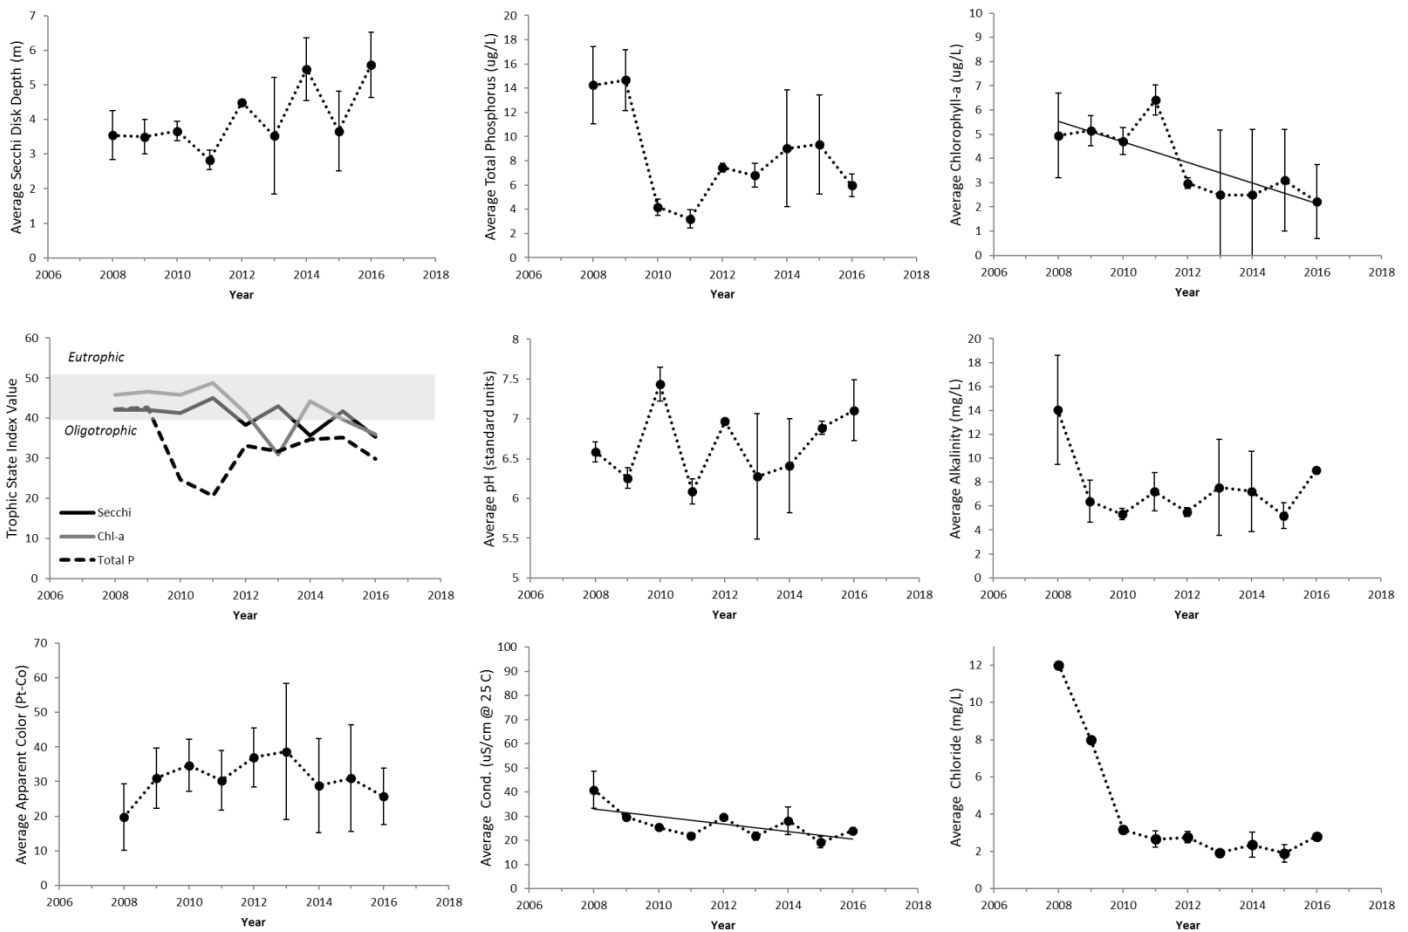 Average Secchi Disk Depth (m)
7
6
5
4
3
2
1
0
2006 2008 2010 2012 2014 2016 2018
Year
Average Total Phosphorus (ug/L)
20
18
16
14
12
10
8
6
4
2
0
2006 2008 2010 2012 2014 2016 2018
Year
Average Chlorophyll-a (ug/L)
10
9
8
7
6
5
4
3
2
1
0
2006 2008 2010 2012 2014 2016 2018
Year
Trophic State Index Value
60
50
40
30
20
10
0
Eutrophic
Oligotrophic
Secchi
Chl-a
Total P
2006 2008 2010 2012 2014 2016 2018
Year
Average pH (standard units)
8
7.5
7
6.5
6
5.5
5
2006 2008 2010 2012 2014 2016 2018
Year
Average Alkalinity (mg/L)
20
18
16
14
12
10
8
6
4
2
0
2006 2008 2010 2012 2014 2016 2018
Year
Average Apparent Color (Pt-Co)
70
60
50
40
30
20
10
0
2006 2008 2010 2012 2014 2016 2018
Year
Average Cond. (uS/cm @ 25 C)
100
90
80
70
60
50
40
30
20
10
0
2006 2008 2010 2012 2014 2016 2018
Year
Average Chloride (mg/L)
12
10
8
6
4
2
0
2006 2008 2010 2012 2014 2016 2018
Year